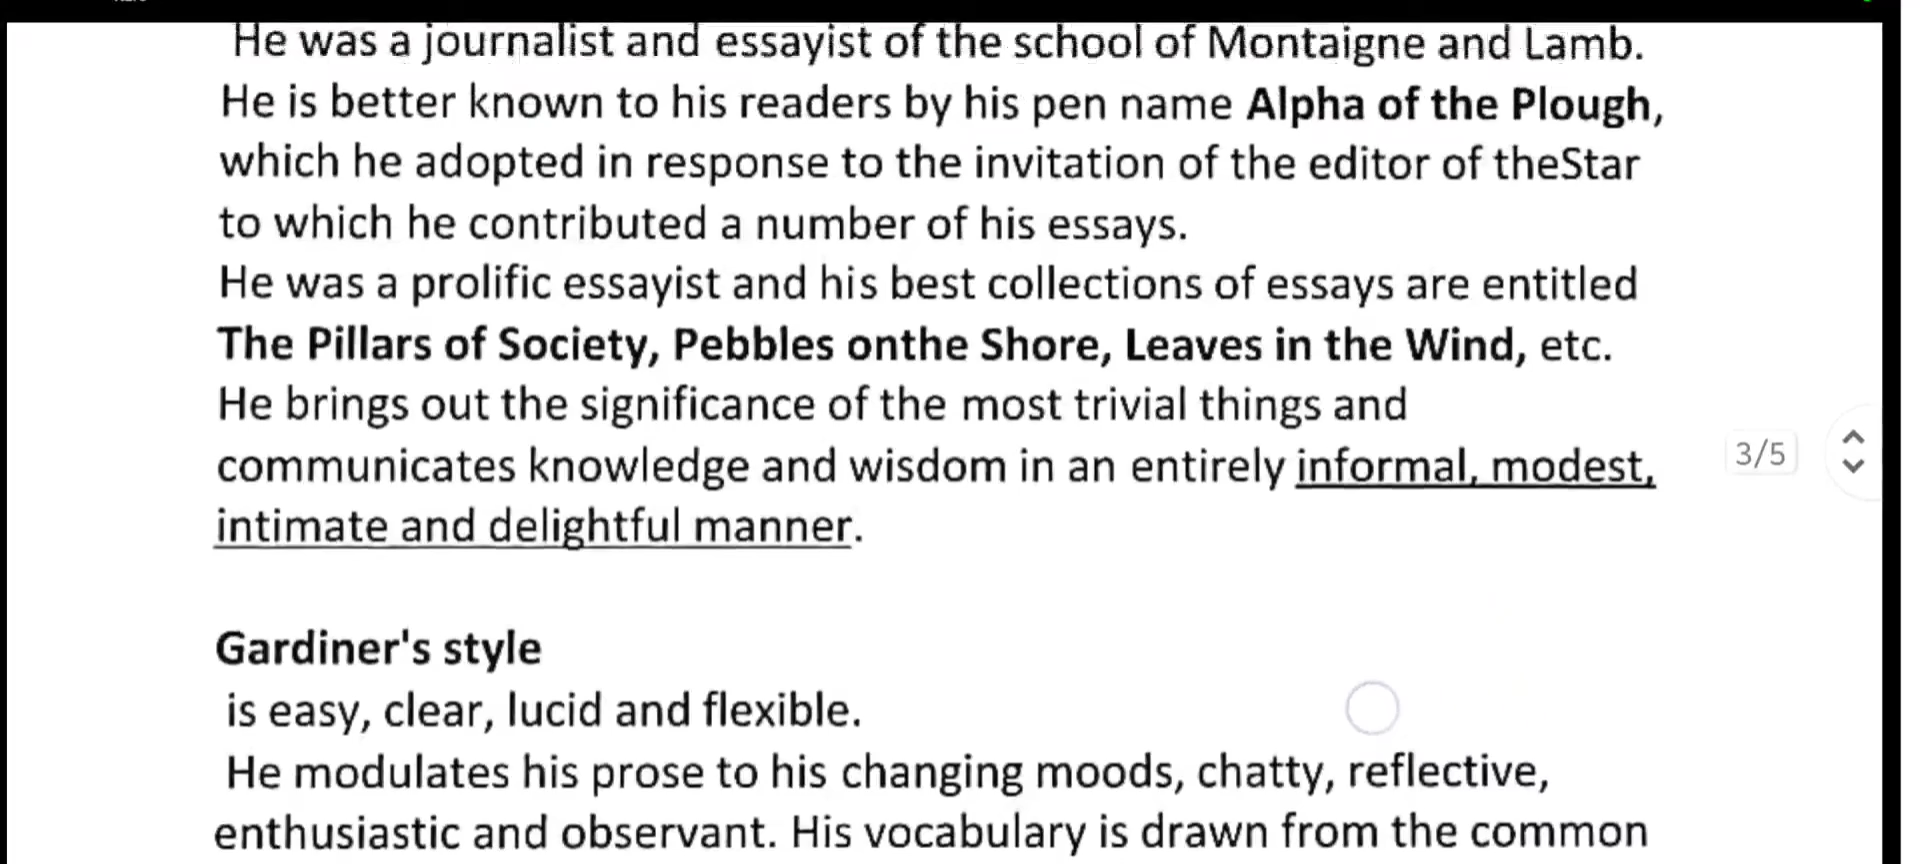 He was a journalist and essayist of the school of Montaigne and Lamb.
He is better known to his readers by his pen name Alpha of the Plough,
which he adopted in response to the invitation of the editor of theStar
to which he contributed a number of his essays.
He was a prolific essayist and his best collections of essays are entitled
The Pillars of Society, Pebbles onthe Shore, Leaves in the Wind, etc.
He brings out the significance of the most trivial things and
communicates knowledge and wisdom in an entirely informal, modest,
3/5
intimate and delightful manner.
Gardiner's style
is easy, clear, lucid and flexible.
He modulates his prose to his changing moods, chatty, reflective,
enthusiastic and observant. His vocabulary is drawn from the common